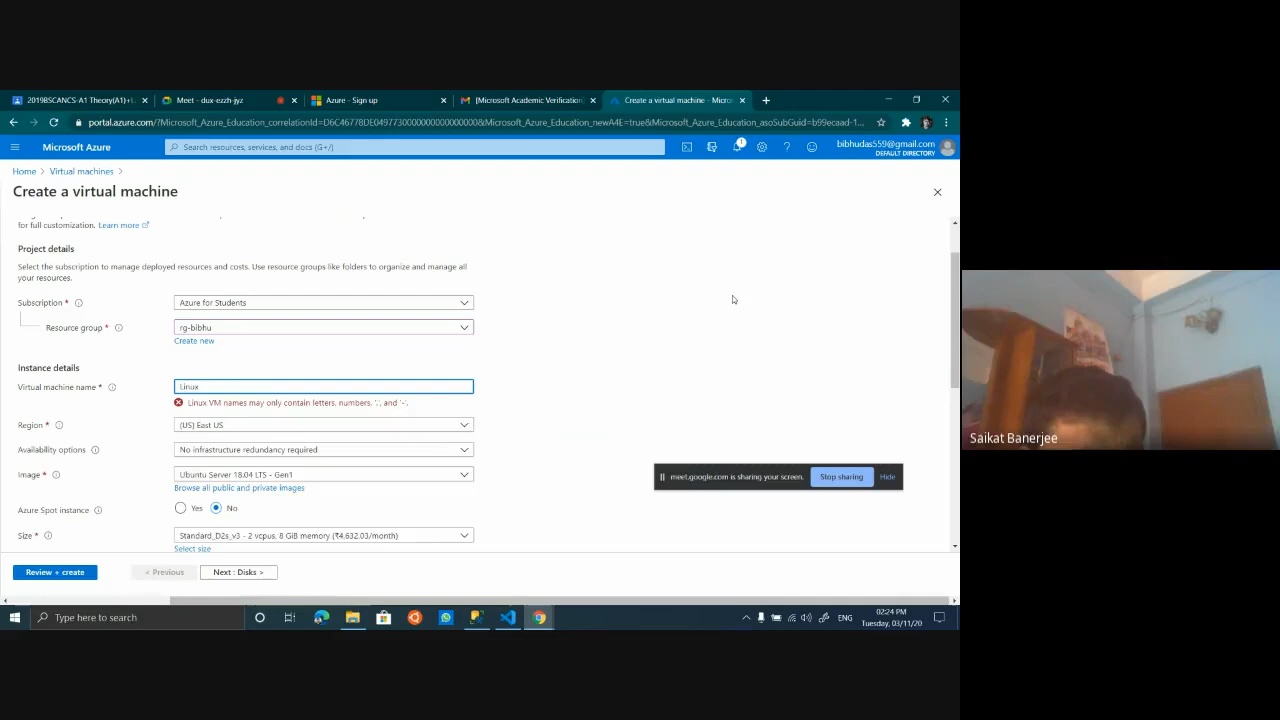 2019BSCANCS-A1 Theory(A1)+L
Meet - dux-ezzh-jyz
Azure - Sign up
[Microsoft Academic Verification]
Create a virtual machine - Micro
portal.azure.com/?Microsoft_Azure_Education_correlationId=D6C46778DE0497730000000000000000&Microsoft_Azure_Education_newA4E=true&Microsoft_Azure_Education_asoSubGuid=b99ecaad-1...
Microsoft Azure
Search resources, services, and docs (G+/)
1
bibhudas559@gmail.com
DEFAULT DIRECTORY
Home > Virtual machines >
Create a virtual machine
for full customization. Learn more
Project details
Select the subscription to manage deployed resources and costs. Use resource groups like folders to organize and manage all
your resources.
Subscription *
Azure for Students
Resource group *
rg-bibhu
Create new
Instance details
Virtual machine name *
Linux
Linux VM names may only contain letters, numbers, '.', and '-'.
Region *
(US) East US
Availability options
No infrastructure redundancy required
Image *
Ubuntu Server 18.04 LTS - Gen1
Browse all public and private images
Azure Spot instance
Yes No
Size *
Standard_D2s_v3 - 2 vcpus, 8 GiB memory (₹4,632.03/month)
Select size
Review + create
< Previous
Next : Disks >
meet.google.com is sharing your screen.
Stop sharing
Hide
Saikat Banerjee
Type here to search
ENG
02:24 PM
Tuesday, 03/11/20